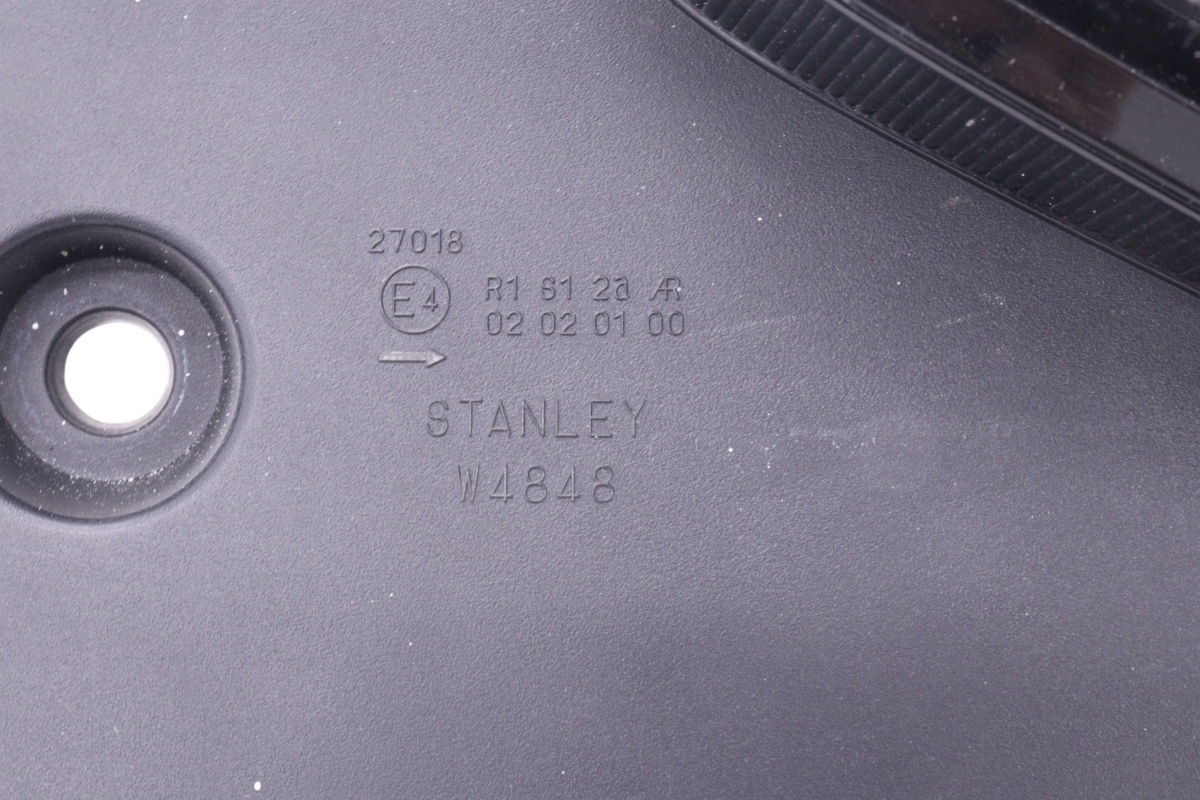 27018
E4 R1 S1 2a AR
02 02 01 00
→
STANLEY
W4848